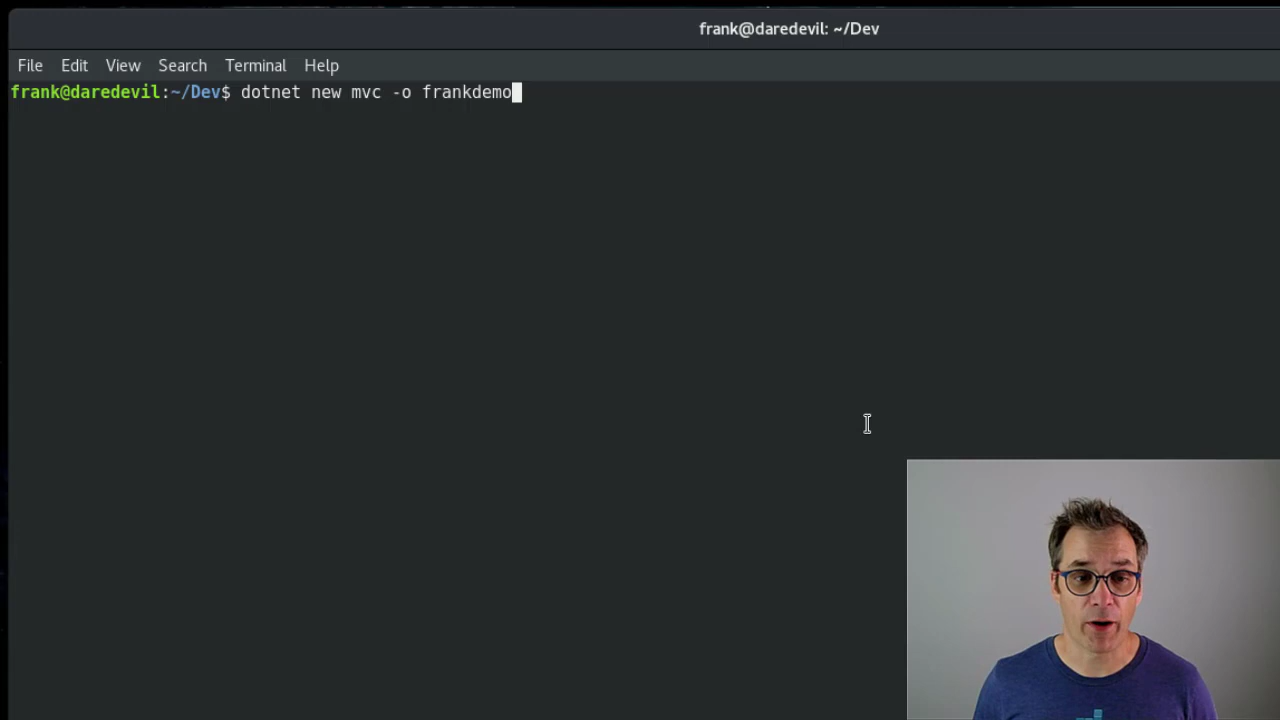 frank@daredevil: ~/Dev
File Edit View Search Terminal Help
frank@daredevil:~/Dev$ dotnet new mvc -o frankdemo